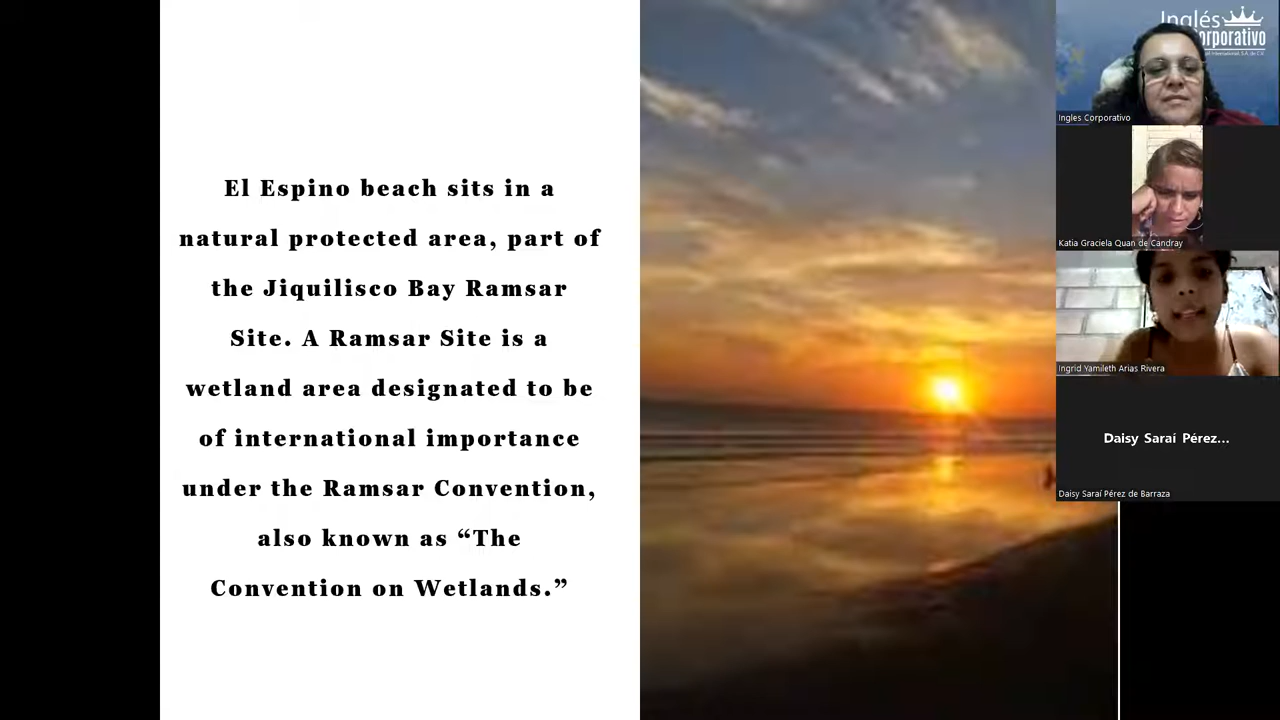 El Espino beach sits in a
natural protected area, part of
the Jiquilisco Bay Ramsar
Site. A Ramsar Site is a
wetland area designated to be
of international importance
under the Ramsar Convention,
also known as “The
Convention on Wetlands.”
Inglés
Corporativo
Ingles Corporativo
Katia Graciela Quan de Candray
Ingrid Yamileth Arias Rivera
Daisy Saraí Pérez...
Daisy Saraí Pérez de Barraza